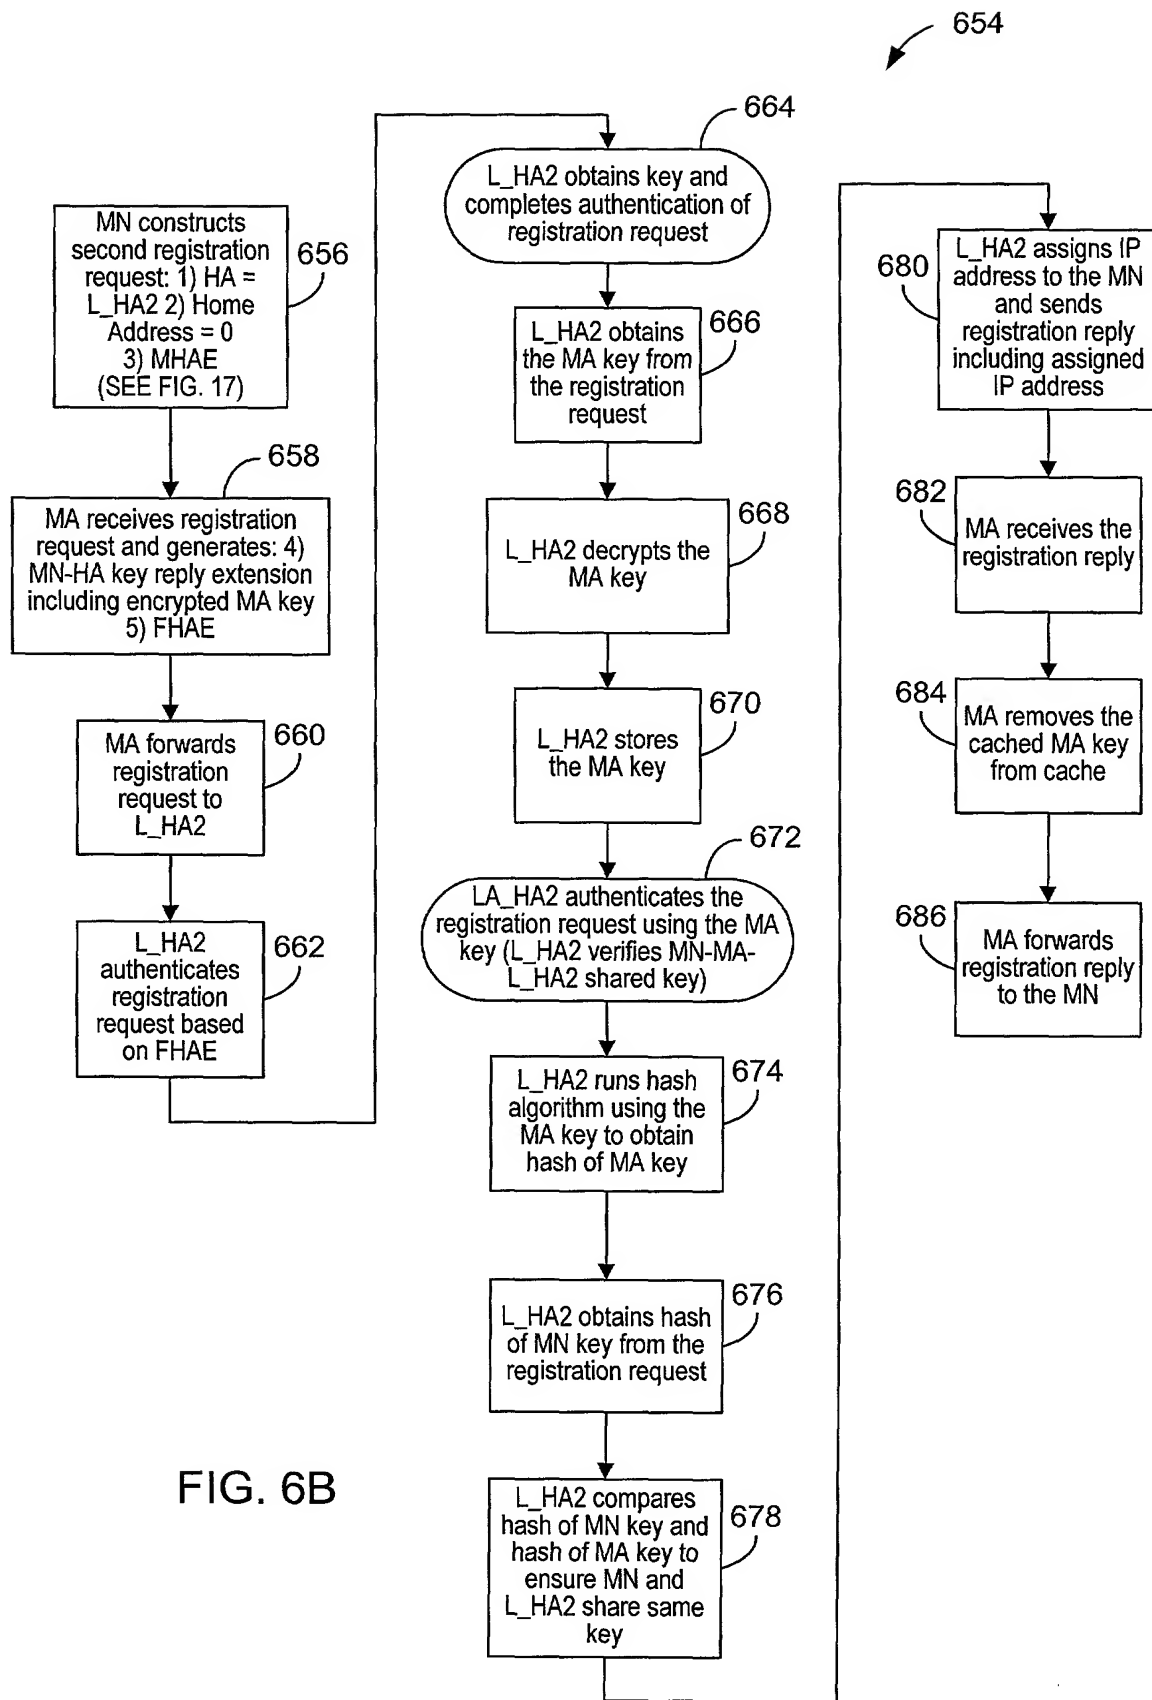 654
MN constructs
second registration
request: 1) HA =
L_HA2 2) Home
Address = 0
3) MHAE
(SEE FIG. 17)
656
658
MA receives registration
request and generates: 4)
MN-HA key reply extension
including encrypted MA key
5) FHAE
MA forwards
registration
request to
L_HA2
660
L_HA2
authenticates
registration
request based
on FHAE
662
664
L_HA2 obtains key and
completes authentication of
registration request
L_HA2 obtains
the MA key from
the registration
request
666
L_HA2 decrypts the
MA key
668
L_HA2 stores
the MA key
670
672
LA_HA2 authenticates the
registration request using the MA
key (L_HA2 verifies MN-MA-
L_HA2 shared key)
L_HA2 runs hash
algorithm using the
MA key to obtain
hash of MA key
674
L_HA2 obtains hash
of MN key from the
registration request
676
L_HA2 compares
hash of MN key and
hash of MA key to
ensure MN and
L_HA2 share same
key
678
680
L_HA2 assigns IP
address to the MN
and sends
registration reply
including assigned
IP address
682
MA receives the
registration reply
684
MA removes the
cached MA key
from cache
686
MA forwards
registration reply
to the MN
FIG. 6B